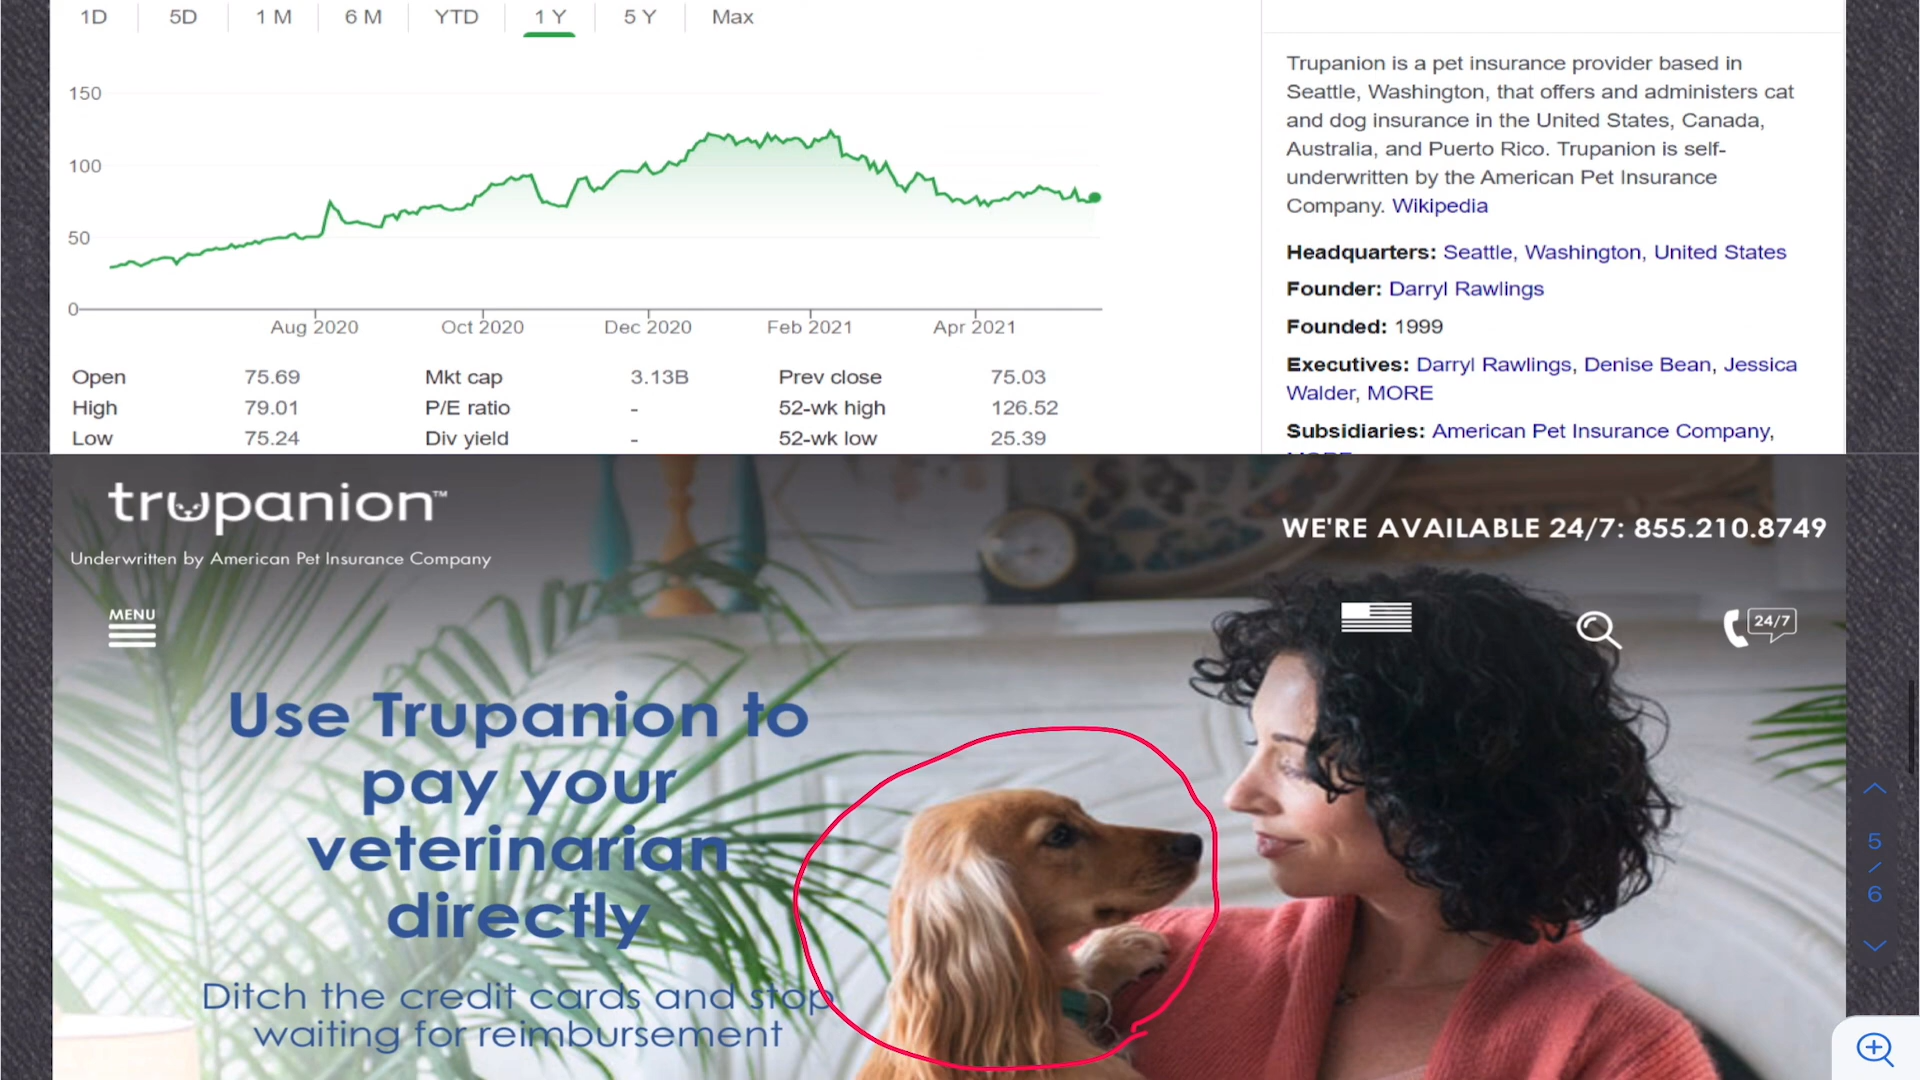 1D 5D 1 M 6 M YTD 1 Y 5 Y Max
150
100
50
0
Aug 2020 Oct 2020 Dec 2020 Feb 2021 Apr 2021
Open 75.69 Mkt cap 3.13B Prev close 75.03
High 79.01 P/E ratio - 52-wk high 126.52
Low 75.24 Div yield - 52-wk low 25.39
Trupanion is a pet insurance provider based in
Seattle, Washington, that offers and administers cat
and dog insurance in the United States, Canada,
Australia, and Puerto Rico. Trupanion is self-
underwritten by the American Pet Insurance
Company. Wikipedia
Headquarters: Seattle, Washington, United States
Founder: Darryl Rawlings
Founded: 1999
Executives: Darryl Rawlings, Denise Bean, Jessica
Walder, MORE
Subsidiaries: American Pet Insurance Company,
trupanion™
Underwritten by American Pet Insurance Company
WE'RE AVAILABLE 24/7: 855.210.8749
MENU
24/7
Use Trupanion to
pay your
veterinarian
directly
Ditch the credit cards and stop
waiting for reimbursement
5
/
6